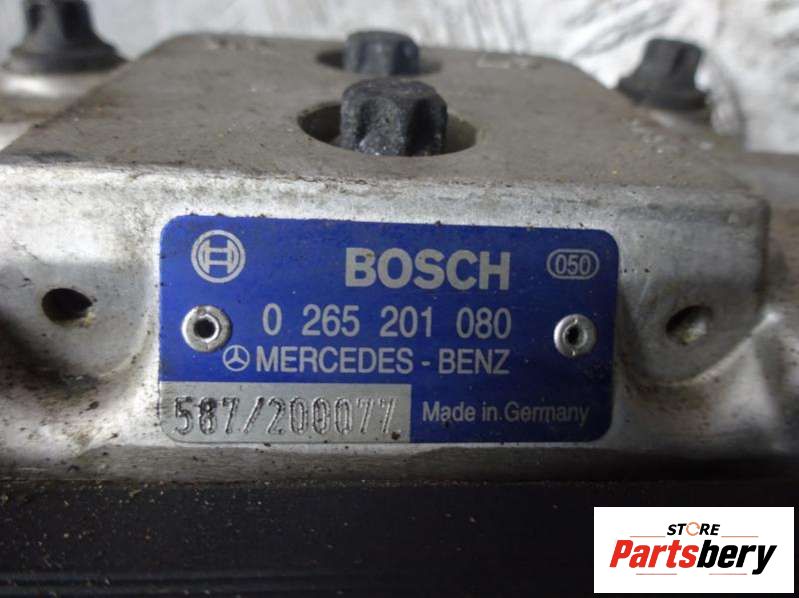 BOSCH
050
0 265 201 080
MERCEDES - BENZ
587/200077
Made in Germany
STORE
Partsbery